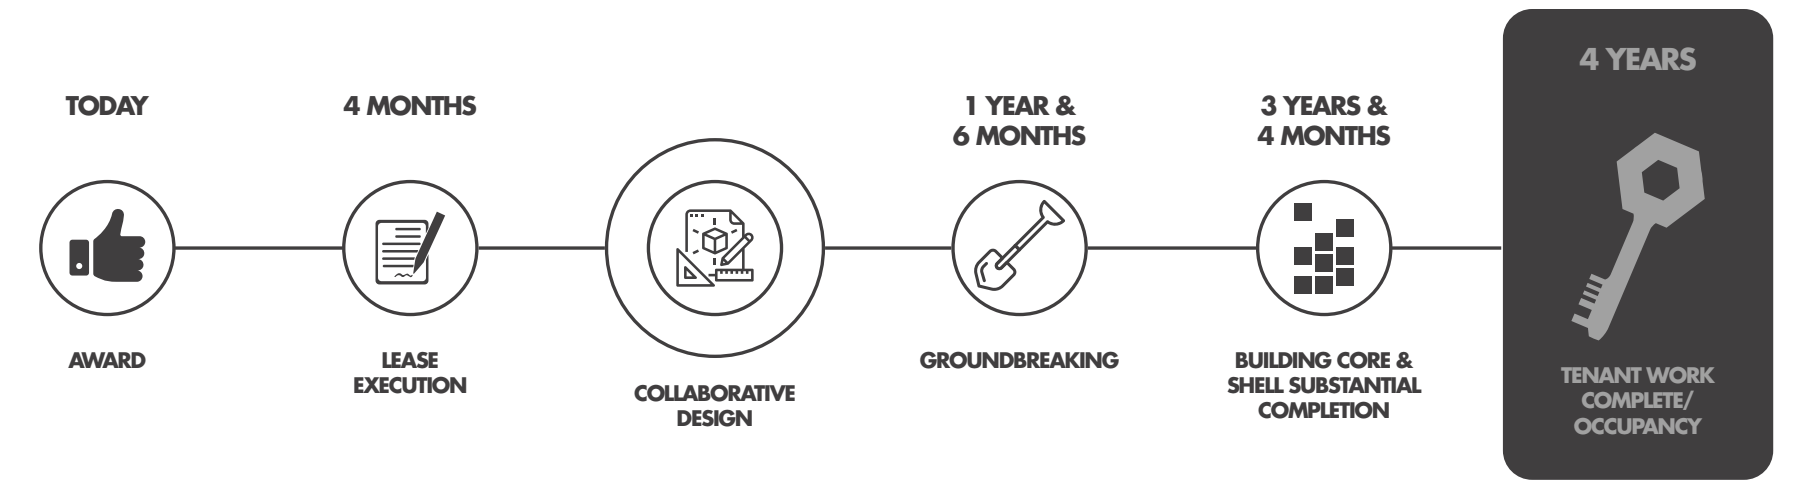 TODAY
AWARD
4 MONTHS
LEASE
EXECUTION
COLLABORATIVE
DESIGN
1 YEAR &
6 MONTHS
GROUNDBREAKING
3 YEARS &
4 MONTHS
BUILDING CORE &
SHELL SUBSTANTIAL
COMPLETION
4 YEARS
TENANT WORK
COMPLETE/
OCCUPANCY